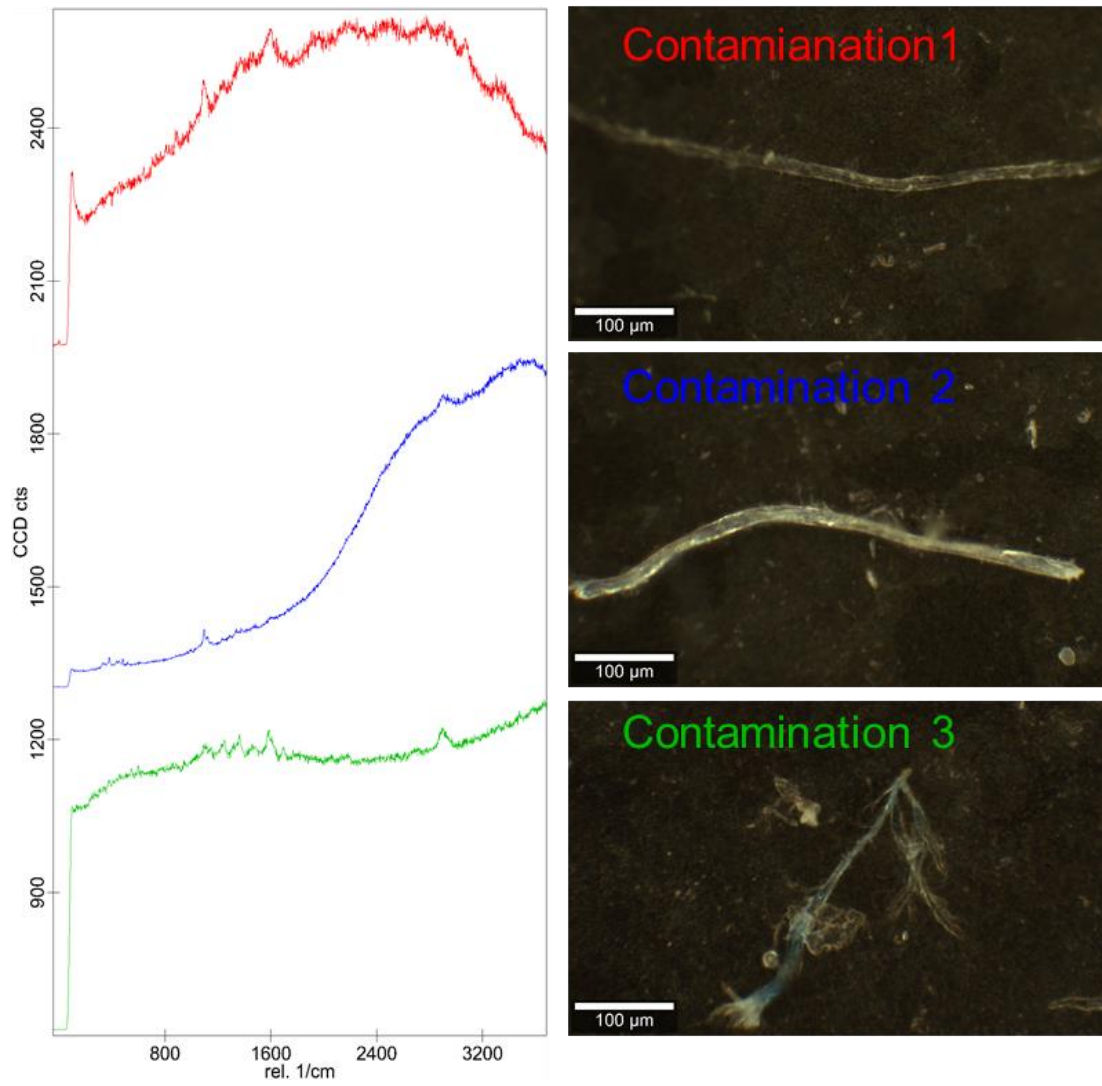 Contamianation1
100 µm
Contamination 2
100 µm
Contamination 3
100 µm
CCD cts
2400
2100
1800
1500
1200
900
800 1600 2400 3200
rel. 1/cm